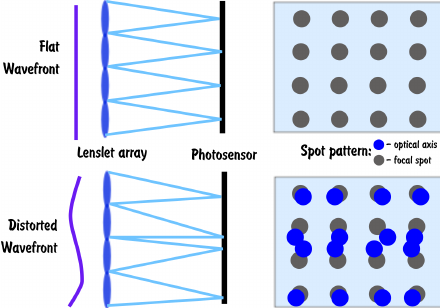 Flat
Wavefront
Lenslet array
Photosensor
Spot pattern:
- optical axis
- focal spot
Distorted
Wavefront